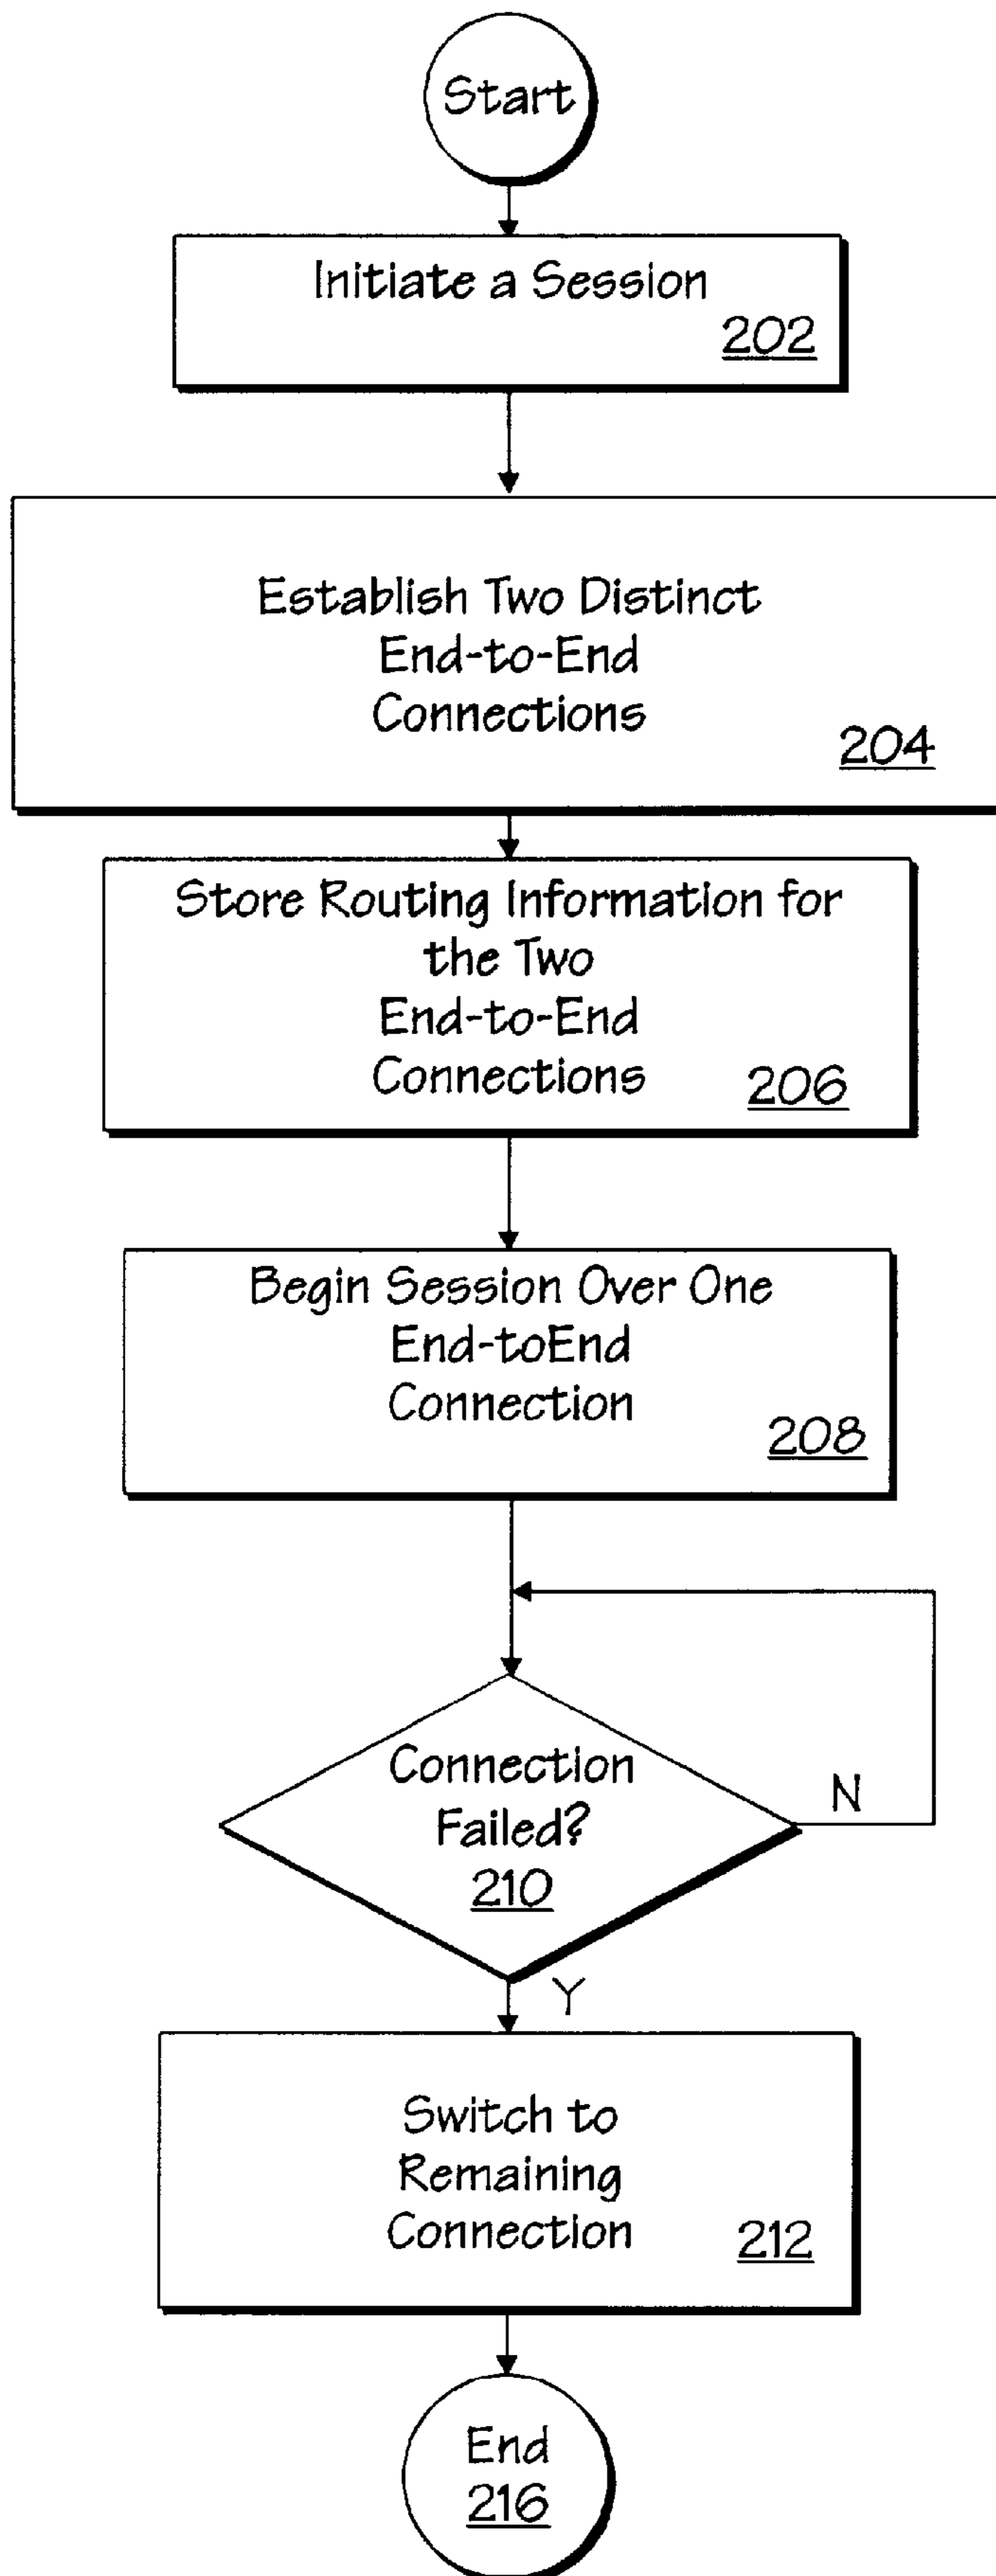 Start
Initiate a Session
202
Establish Two Distinct
End-to-End
Connections
204
Store Routing Information for
the Two
End-to-End
Connections
206
Begin Session Over One
End-toEnd
Connection
208
Connection
Failed?
210
N
Y
Switch to
Remaining
Connection
212
End
216